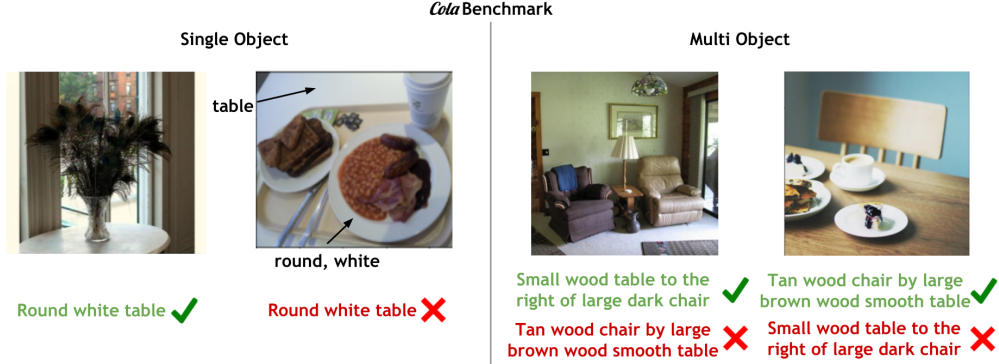 Cola Benchmark
Single Object
Multi Object
table
round, white
Round white table
Round white table
Small wood table to the
right of large dark chair
Tan wood chair by large
brown wood smooth table
Tan wood chair by large
brown wood smooth table
Small wood table to the
right of large dark chair